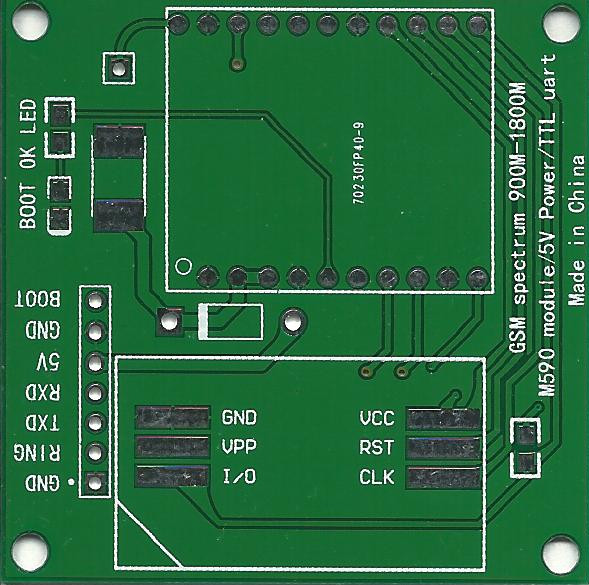 BOOT OK LED
70230FP40-9
GSM spectrum 900M-1800M
M590 module/5V Power/TTL uart
Made in China
BOOT
GND
5V
RXD
TXD
RING
GND
GND
VPP
I/O
VCC
RST
CLK